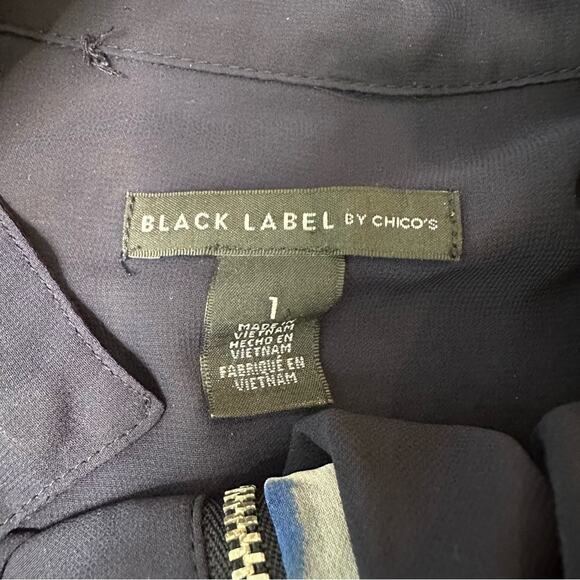 BLACK LABEL BY CHICO'S
1
MADE IN
VIETNAM
HECHO EN
VIETNAM
FABRIQUÉ EN
VIETNAM